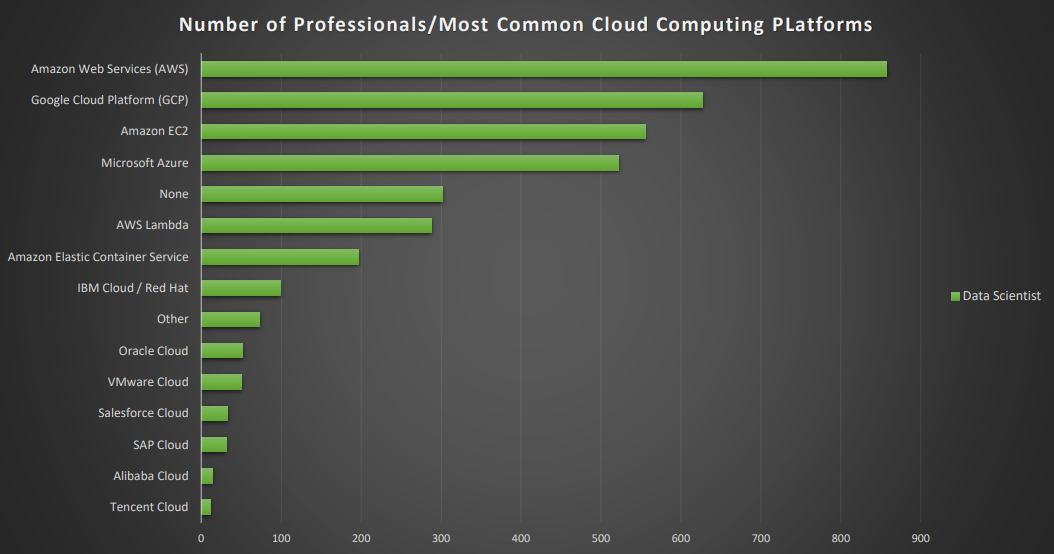 Number of Professionals/Most Common Cloud Computing PLatforms
Amazon Web Services (AWS)
Google Cloud Platform (GCP)
Amazon EC2
Microsoft Azure
None
AWS Lambda
Amazon Elastic Container Service
IBM Cloud / Red Hat
Data Scientist
Other
Oracle Cloud
VMware Cloud
Salesforce Cloud
SAP Cloud
Alibaba Cloud
Tencent Cloud
0 100 200 300 400 500 600 700 800 900